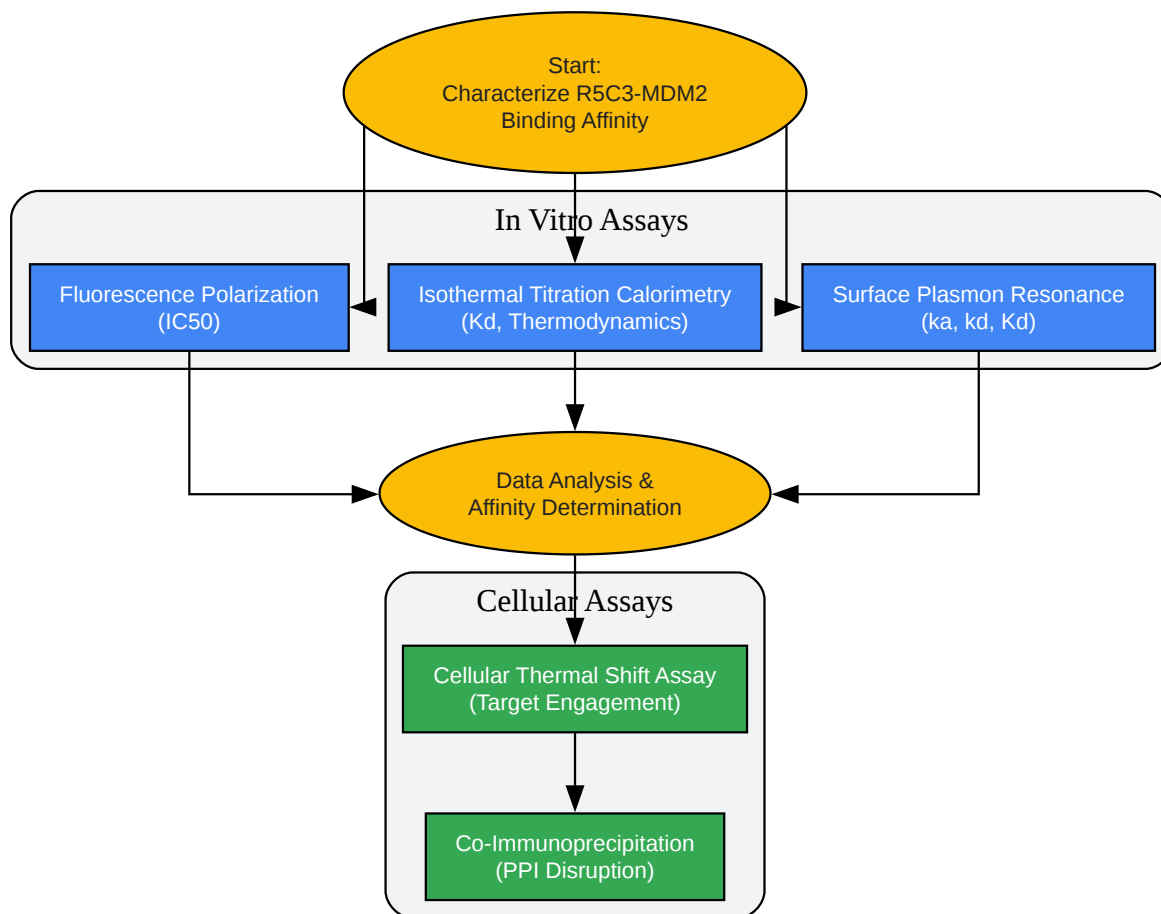 Start:
Characterize R5C3-MDM2
Binding Affinity
In Vitro Assays
Fluorescence Polarization
(IC50)
Isothermal Titration Calorimetry
(Kd, Thermodynamics)
Surface Plasmon Resonance
(ka, kd, Kd)
Data Analysis &
Affinity Determination
Cellular Assays
Cellular Thermal Shift Assay
(Target Engagement)
Co-Immunoprecipitation
(PPI Disruption)